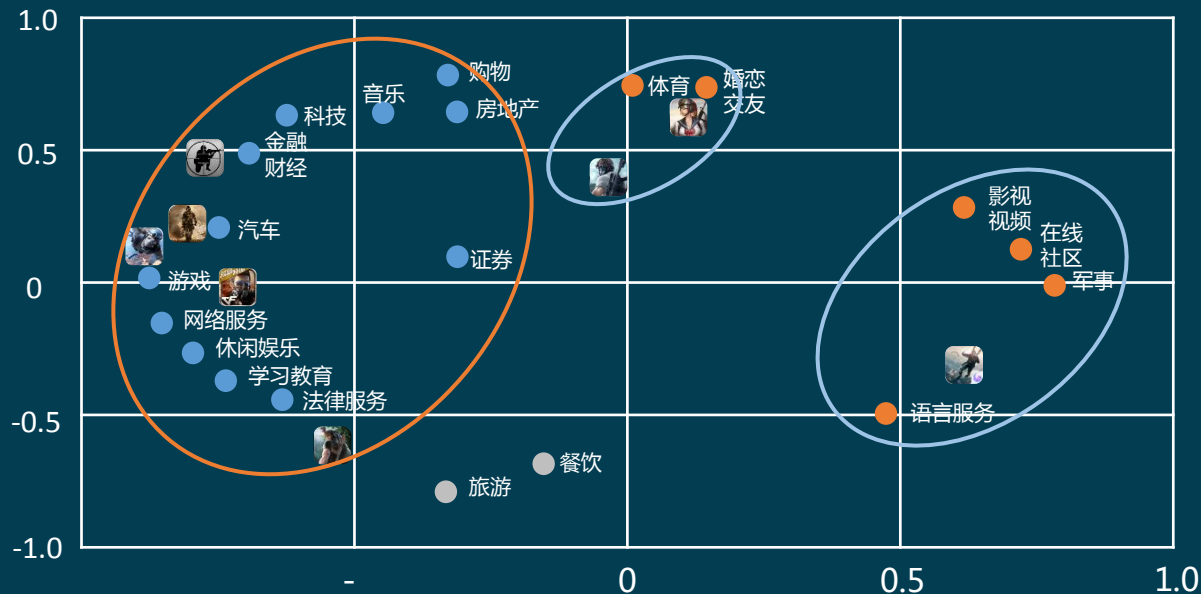 1.0
购物
婚恋
体育
交友
音乐
房地产
科技
金融
财经
0.5
影视
视频
汽车
在线
社区
证券
军事
0
游戏
网络服务
休闲娱乐
学习教育
法律服务
语言服务
-0.5
餐饮
旅游
-1.0
-
0
0.5
1.0